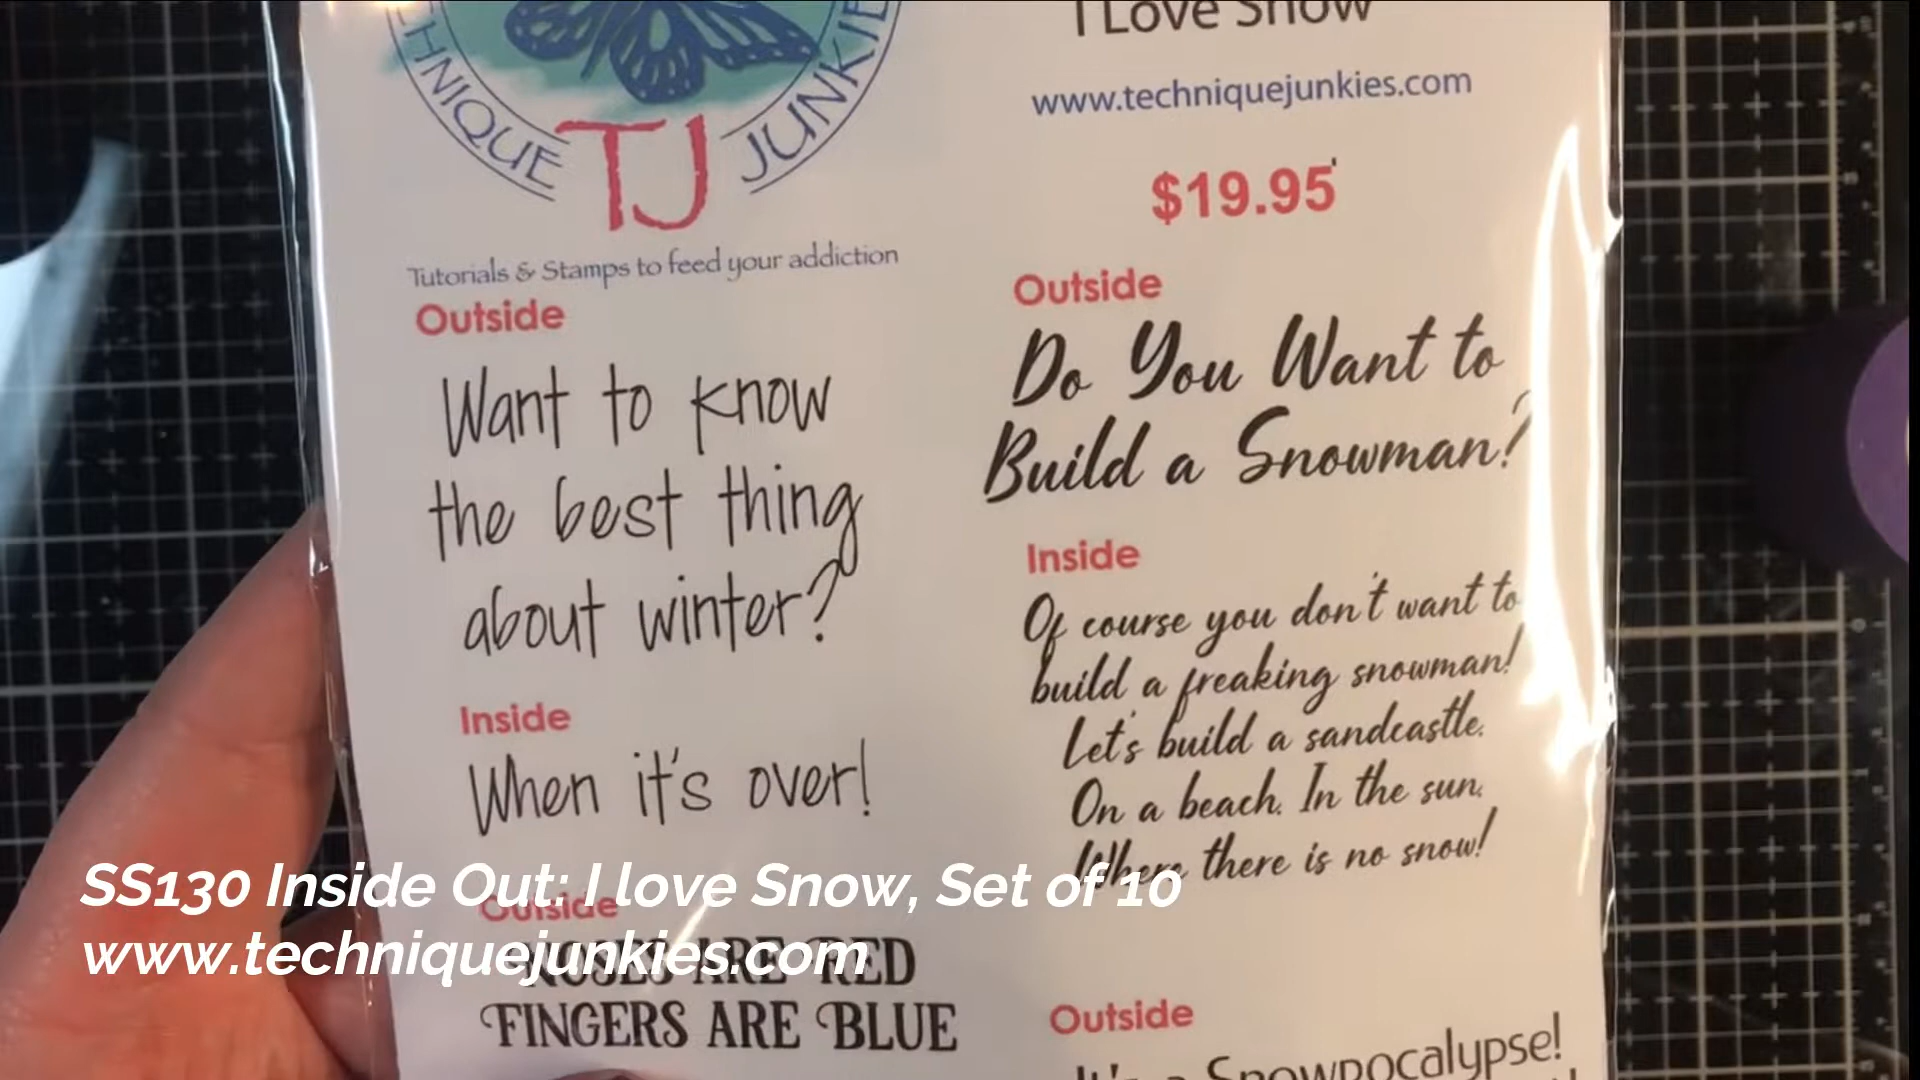 TECHNIQUE JUNKIES
TJ
Tutorials & Stamps to feed your addiction
Outside
Want to know
the best thing
about winter?
Inside
When it's over!
Outside
NOSES ARE RED
FINGERS ARE BLUE
I Love Snow
www.techniquejunkies.com
$19.95
Outside
Do You Want to
Build a Snowman?
Inside
Of course you don't want to
build a freaking snowman!
Let's build a sandcastle.
On a beach. In the sun.
Where there is no snow!
Outside
It's a Snowpocalypse!
SS130 Inside Out: I love Snow, Set of 10
www.techniquejunkies.com